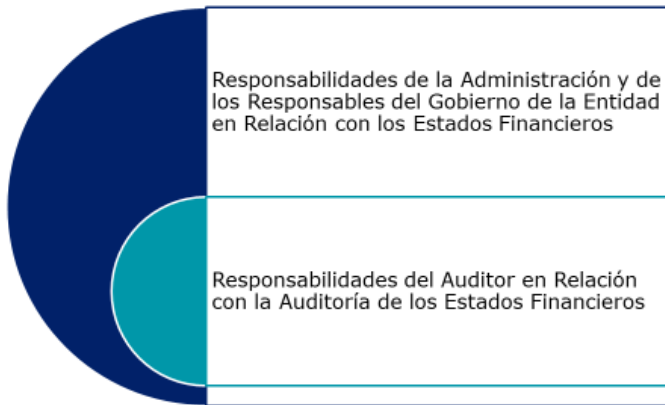 Responsabilidades de la Administración y de
los Responsables del Gobierno de la Entidad
en Relación con los Estados Financieros
Responsabilidades del Auditor en Relación
con la Auditoría de los Estados Financieros